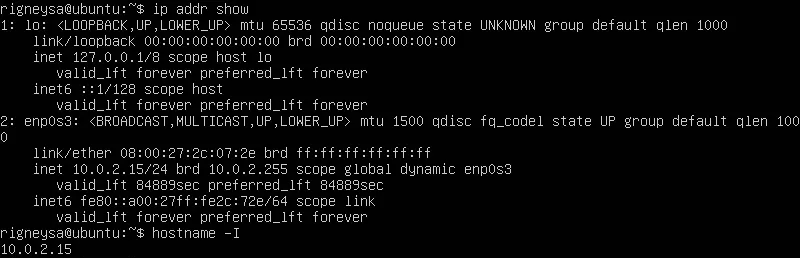 rigneysa@ubuntu:~$ ip addr show
1: lo: <LOOPBACK,UP,LOWER_UP> mtu 65536 qdisc noqueue state UNKNOWN group default qlen 1000
    link/loopback 00:00:00:00:00:00 brd 00:00:00:00:00:00
    inet 127.0.0.1/8 scope host lo
       valid_lft forever preferred_lft forever
    inet6 ::1/128 scope host
       valid_lft forever preferred_lft forever
2: enp0s3: <BROADCAST,MULTICAST,UP,LOWER_UP> mtu 1500 qdisc fq_codel state UP group default qlen 100
0
    link/ether 08:00:27:2c:07:2e brd ff:ff:ff:ff:ff:ff
    inet 10.0.2.15/24 brd 10.0.2.255 scope global dynamic enp0s3
       valid_lft 84889sec preferred_lft 84889sec
    inet6 fe80::a00:27ff:fe2c:72e/64 scope link
       valid_lft forever preferred_lft forever
rigneysa@ubuntu:~$ hostname -I
10.0.2.15